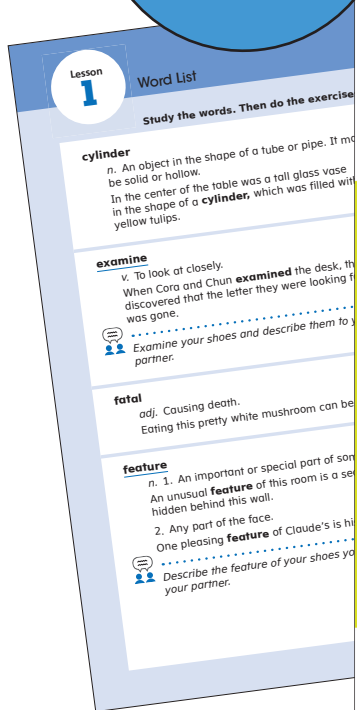 Lesson
1
Word List
Study the words. Then do the exercise
cylinder
n. An object in the shape of a tube or pipe. It
be solid or hollow.
In the center of the table was a tall glass vase
in the shape of a cylinder, which was filled
yellow tulips.
examine
v. To look at closely.
When Cora and Chun examined the desk,
discovered that the letter they were looking
was gone.
Examine your shoes and describe them to
partner.
fatal
adj. Causing death.
Eating this pretty white mushroom can be
feature
n. 1. An important or special part of
An unusual feature of this room is a
hidden behind this wall.
2. Any part of the face.
One pleasing feature of Claude's is
Describe the feature of your shoes
your partner.